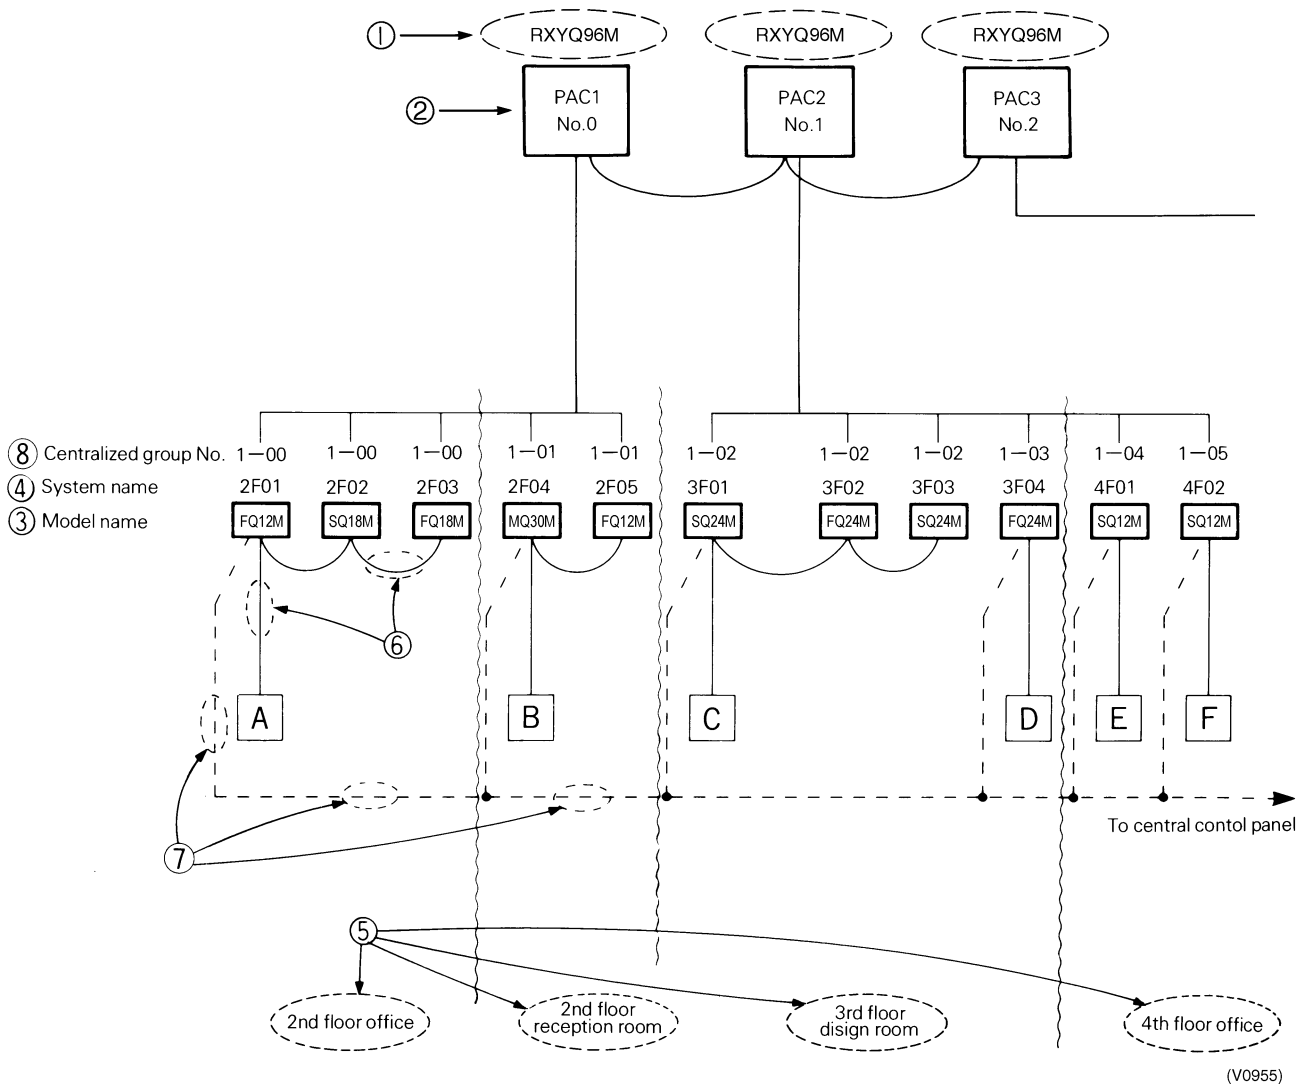 ① RXYQ96M RXYQ96M RXYQ96M
② PAC1 No.0
PAC2 No.1
PAC3 No.2
⑧ Centralized group No. 1—00 1—00 1—00 1—01 1—01 1—02 1—02 1—02 1—03 1—04 1—05
④ System name 2F01 2F02 2F03 2F04 2F05 3F01 3F02 3F03 3F04 4F01 4F02
③ Model name FQ12M SQ18M FQ18M MQ30M FQ12M SQ24M FQ24M SQ24M FQ24M SQ12M SQ12M
⑥
A B C D E F
To central contol panel
⑦
⑤
2nd floor office
2nd floor
reception room
3rd floor
disign room
4th floor office
(V0955)